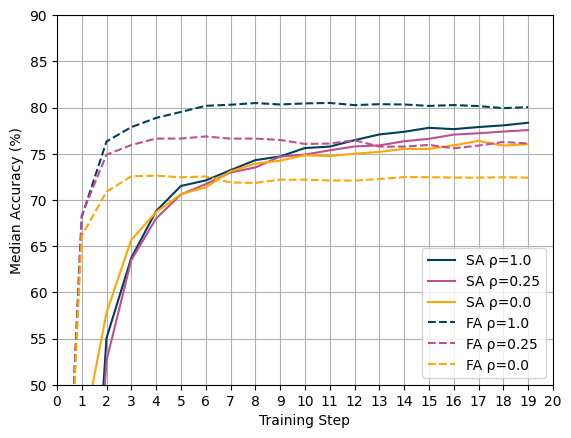 90
85
80
75
70
65
60
55
50
Median Accuracy (%)
SA ρ=1.0
SA ρ=0.25
SA ρ=0.0
FA ρ=1.0
FA ρ=0.25
FA ρ=0.0
0 1 2 3 4 5 6 7 8 9 10 11 12 13 14 15 16 17 18 19 20
Training Step